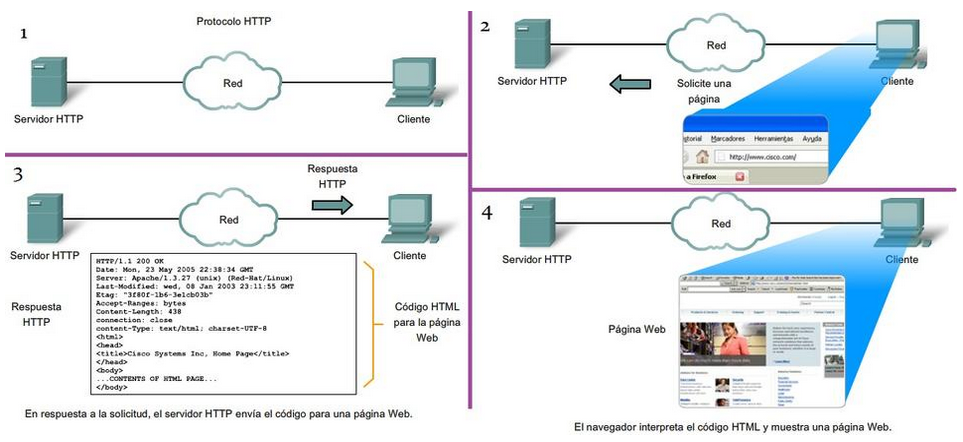 1
Protocolo HTTP
Red
Servidor HTTP
Cliente
2
Red
Servidor HTTP
Cliente
Solicite una
página
Marcadores Herramientas Ayuda
http://www.cisco.com/
a Firefox
3
Respuesta
HTTP
Red
Servidor HTTP
Cliente
Respuesta
HTTP
HTTP/1.1 200 OK
Date: Mon, 23 May 2005 22:38:34 GMT
Server: Apache/1.3.27 (unix) (Red-Hat/Linux)
Last-Modified: wed, 08 Jan 2003 23:11:55 GMT
Etag: "3f80f-1b6-3e1cb03b"
Accept-Ranges: bytes
Content-Length: 438
connection: close
content-Type: text/html; charset-UTF-8
<html>
<head>
<title>Cisco Systems Inc, Home Page</title>
</head>
<body>
...CONTENTS OF HTML PAGE...
</body>
Código HTML
para la página
Web
En respuesta a la solicitud, el servidor HTTP envía el código para una página Web.
4
Red
Servidor HTTP
Cliente
Página Web
El navegador interpreta el código HTML y muestra una página Web.